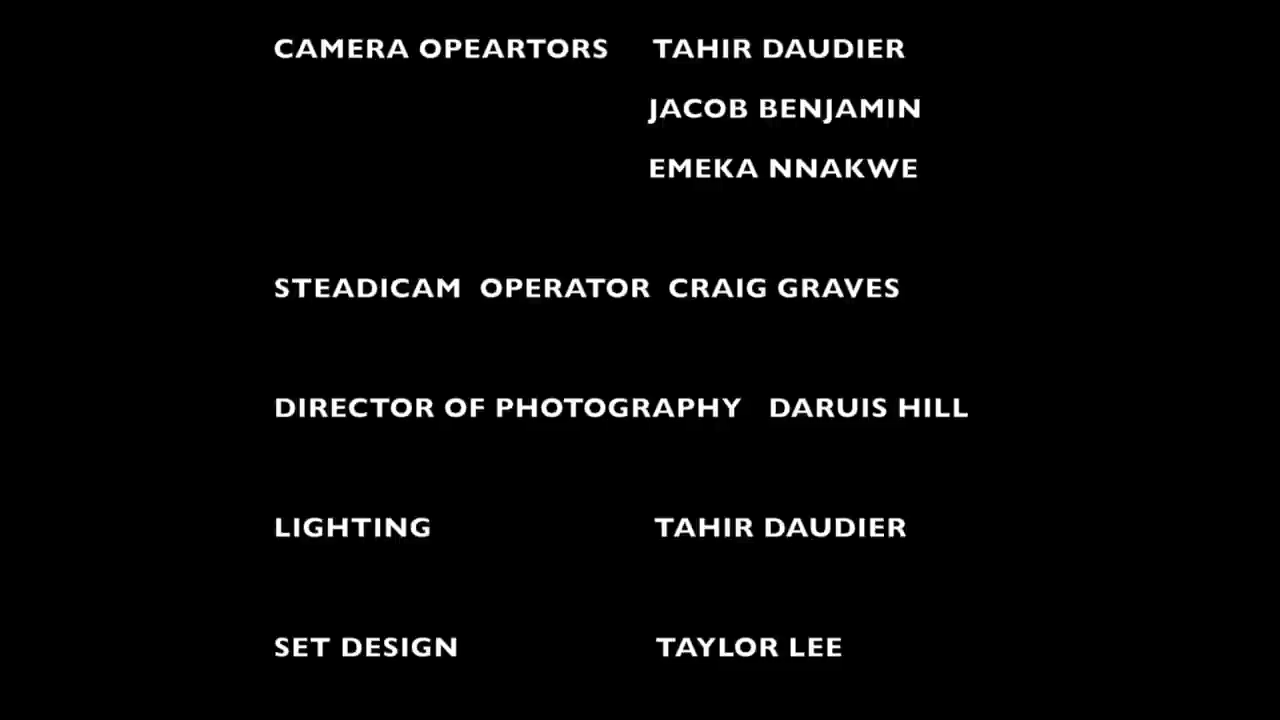 CAMERA OPEARTORS TAHIR DAUDIER
JACOB BENJAMIN
EMEKA NNAKWE
STEADICAM OPERATOR CRAIG GRAVES
DIRECTOR OF PHOTOGRAPHY DARUIS HILL
LIGHTING TAHIR DAUDIER
SET DESIGN TAYLOR LEE